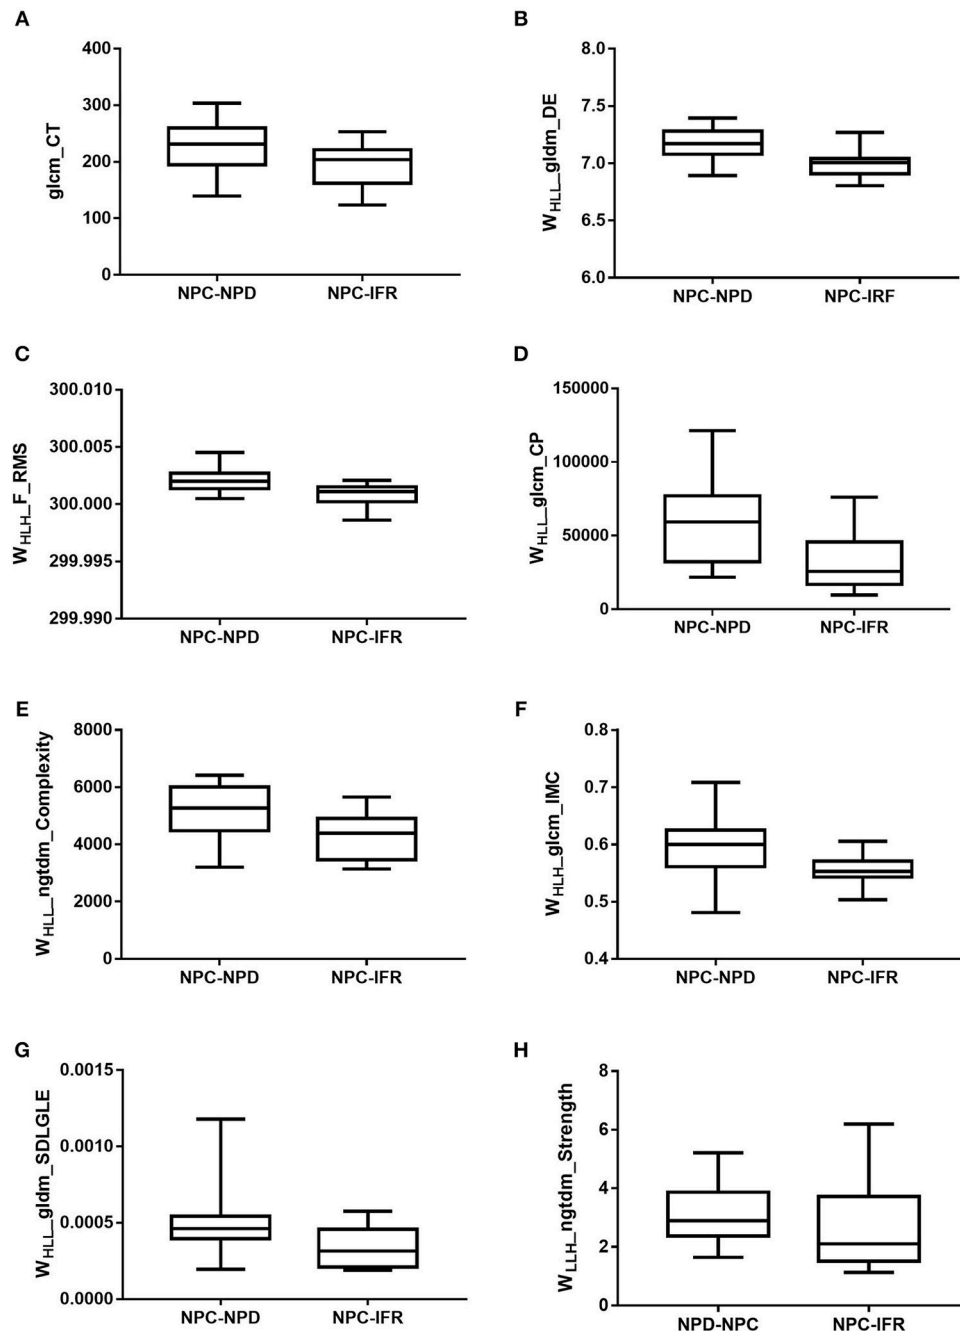 A
glcm_CT
400
300
200
100
0
NPC-NPD NPC-IFR
B
WHLL_gldm_DE
8.0
7.5
7.0
6.5
6.0
NPC-NPD NPC-IRF
C
WHLH_F_RMS
300.010
300.005
300.000
299.995
299.990
NPC-NPD NPC-IFR
D
WHLL_glcm_CP
150000
100000
50000
0
NPC-NPD NPC-IFR
E
WHLL_ngtdm_Complexity
8000
6000
4000
2000
0
NPC-NPD NPC-IFR
F
WHLH_glcm_IMC
0.8
0.7
0.6
0.5
0.4
NPC-NPD NPC-IFR
G
WHLL_gldm_SDLGLE
0.0015
0.0010
0.0005
0.0000
NPC-NPD NPC-IFR
H
WLLH_ngtdm_Strength
8
6
4
2
0
NPD-NPC NPC-IFR